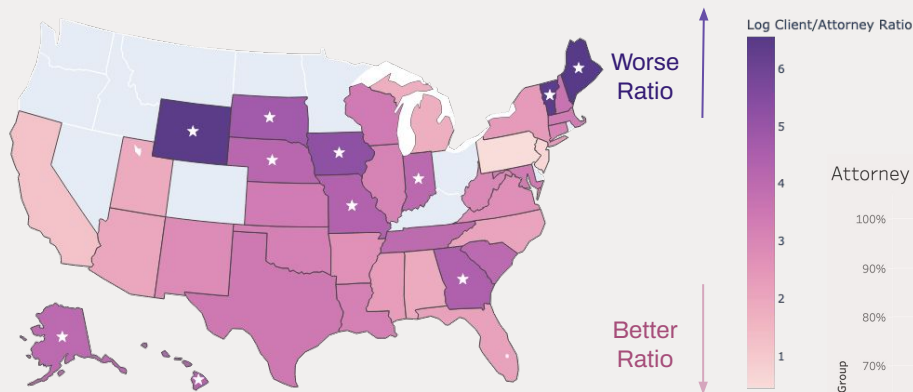 Worse
Ratio
Better
Ratio
Log Client/Attorney Ratio
6
5
4
3
2
1
Attorney
100%
90%
80%
70%
Group